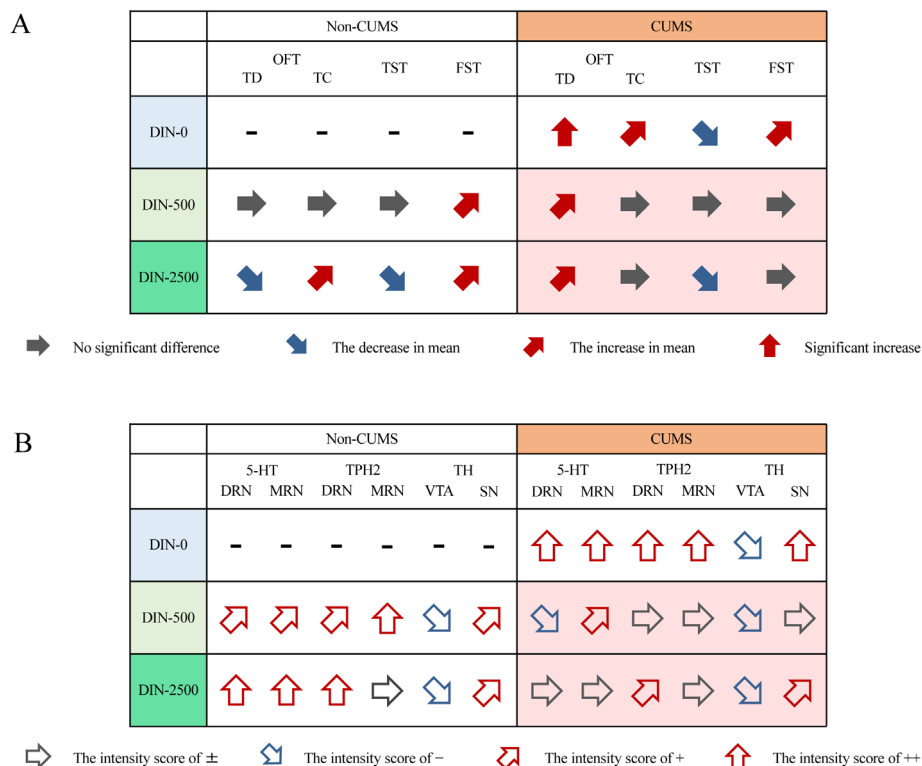 A
Non-CUMS CUMS
OFT TST FST OFT TST FST
TD TC TD TC
DIN-0 - - - -
DIN-500
DIN-2500
No significant difference The decrease in mean The increase in mean Significant increase
B
Non-CUMS CUMS
5-HT TPH2 TH 5-HT TPH2 TH
DRN MRN DRN MRN VTA SN DRN MRN DRN MRN VTA SN
DIN-0 - - - - - -
DIN-500
DIN-2500
The intensity score of ± The intensity score of − The intensity score of + The intensity score of ++